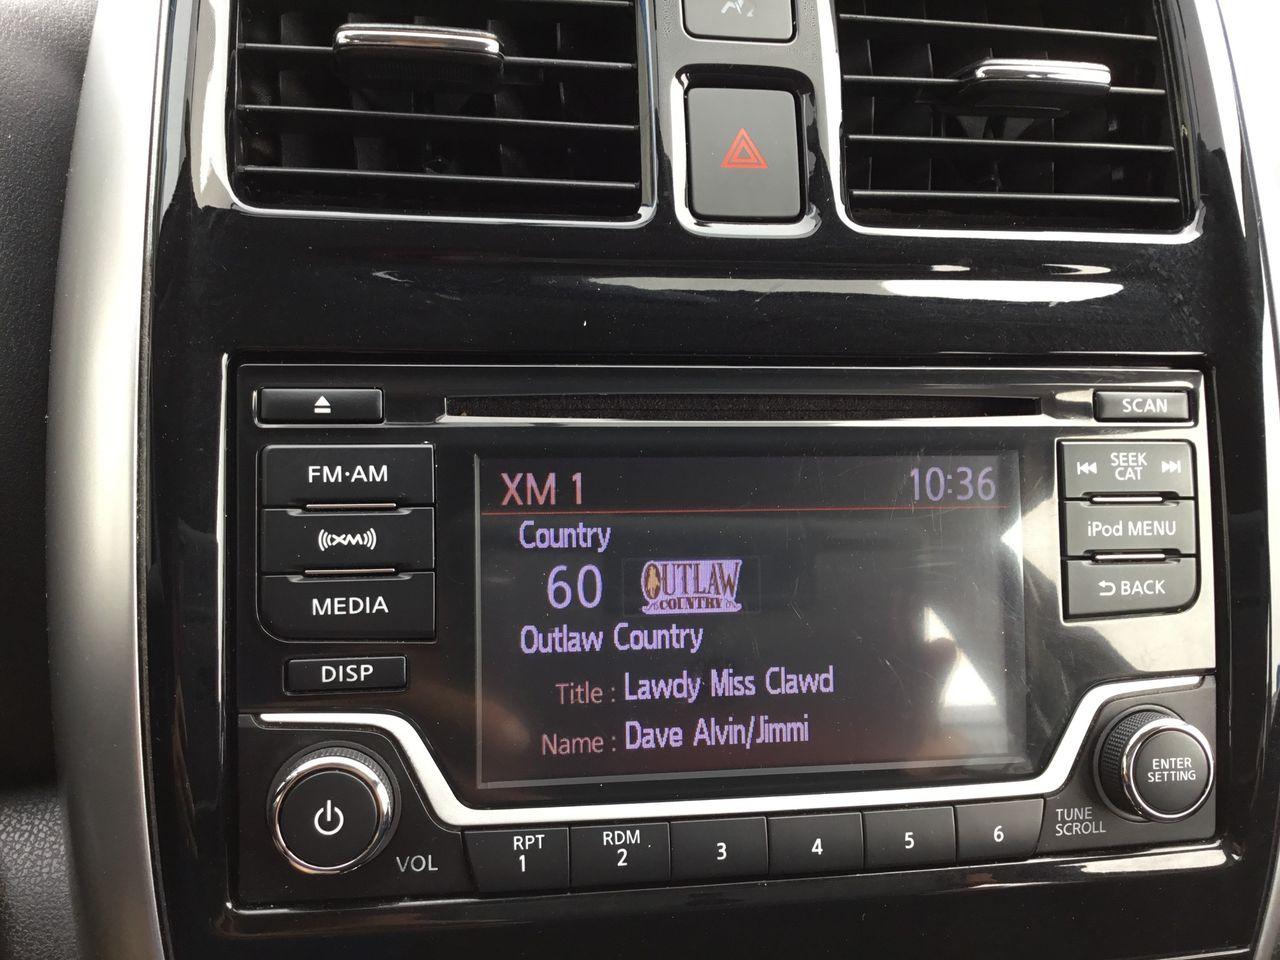 SCAN
FM·AM
XM
MEDIA
DISP
VOL
XM 1 10:36
Country
60 OUTLAW COUNTRY
Outlaw Country
Title : Lawdy Miss Clawd
Name : Dave Alvin/Jimmi
SEEK
CAT
iPod MENU
BACK
ENTER
SETTING
TUNE
SCROLL
RPT
1
RDM
2
3
4
5
6